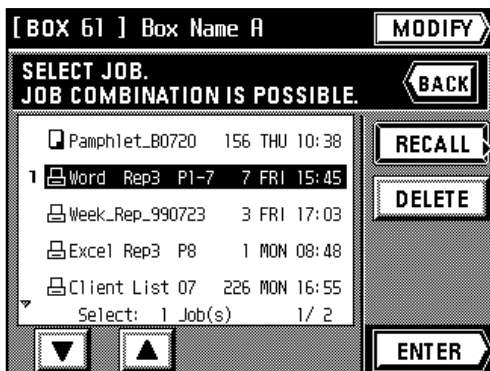 [BOX 61 ] Box Name A
MODIFY
SELECT JOB.
JOB COMBINATION IS POSSIBLE.
BACK
Pamphlet_B0720 156 THU 10:38
1 Word Rep3 P1-7 7 FRI 15:45
Week_Rep_990723 3 FRI 17:03
Excel Rep3 P8 1 MON 08:48
Client List 07 226 MON 16:55
Select: 1 Job(s) 1/ 2
RECALL
DELETE
ENTER